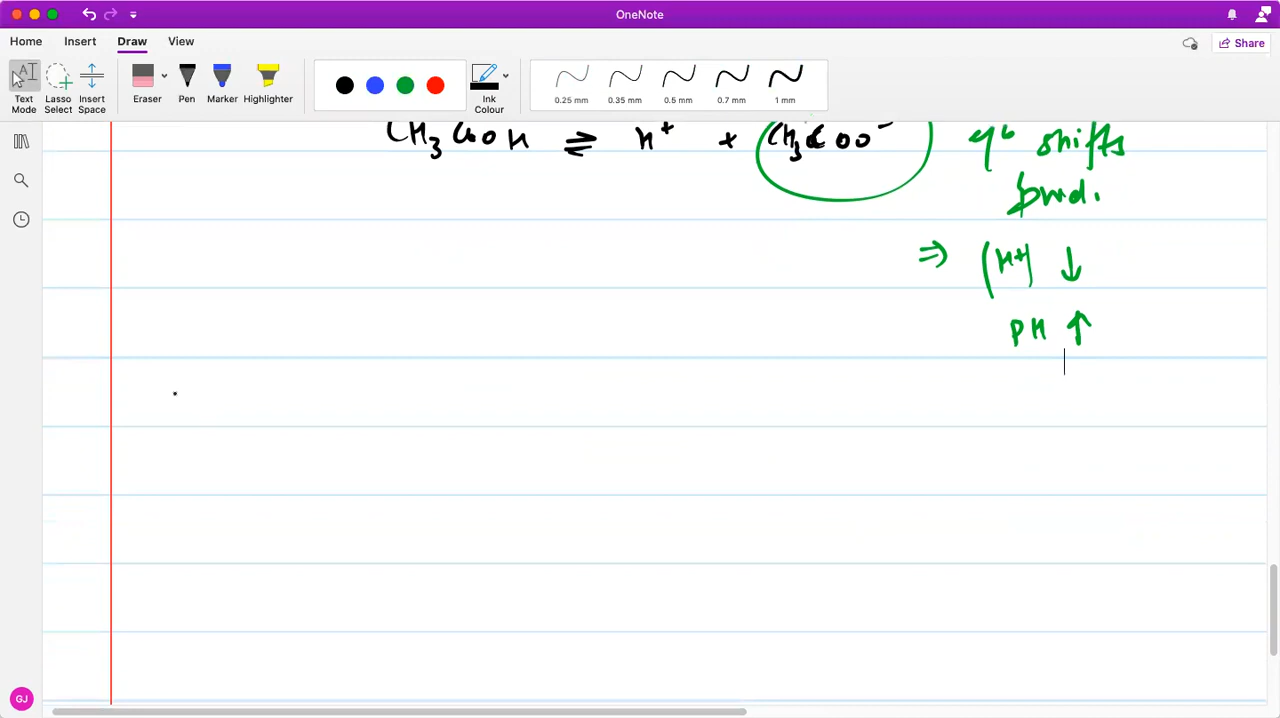 OneNote
Home Insert Draw View
Share
Text Mode
Lasso Select
Insert Space
Eraser
Pen
Marker
Highlighter
Ink Colour
0.25 mm
0.35 mm
0.5 mm
0.7 mm
1 mm
CH₃COOH ⇌ H⁺ + CH₃COO⁻
shifts
⇒ [H+] ↓
pH ↑
GJ